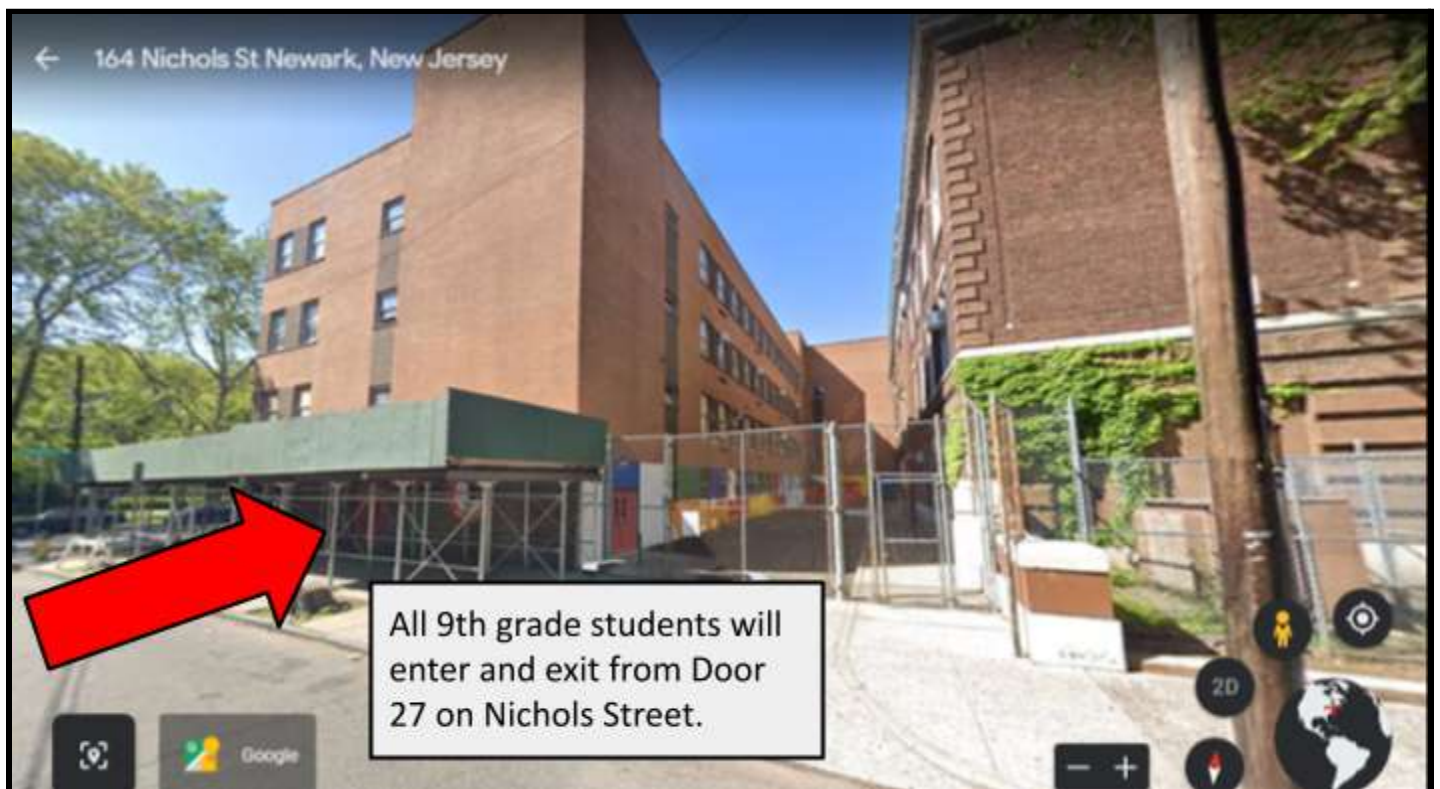 164 Nichols St Newark, New Jersey
All 9th grade students will
enter and exit from Door
27 on Nichols Street.
2D
Google